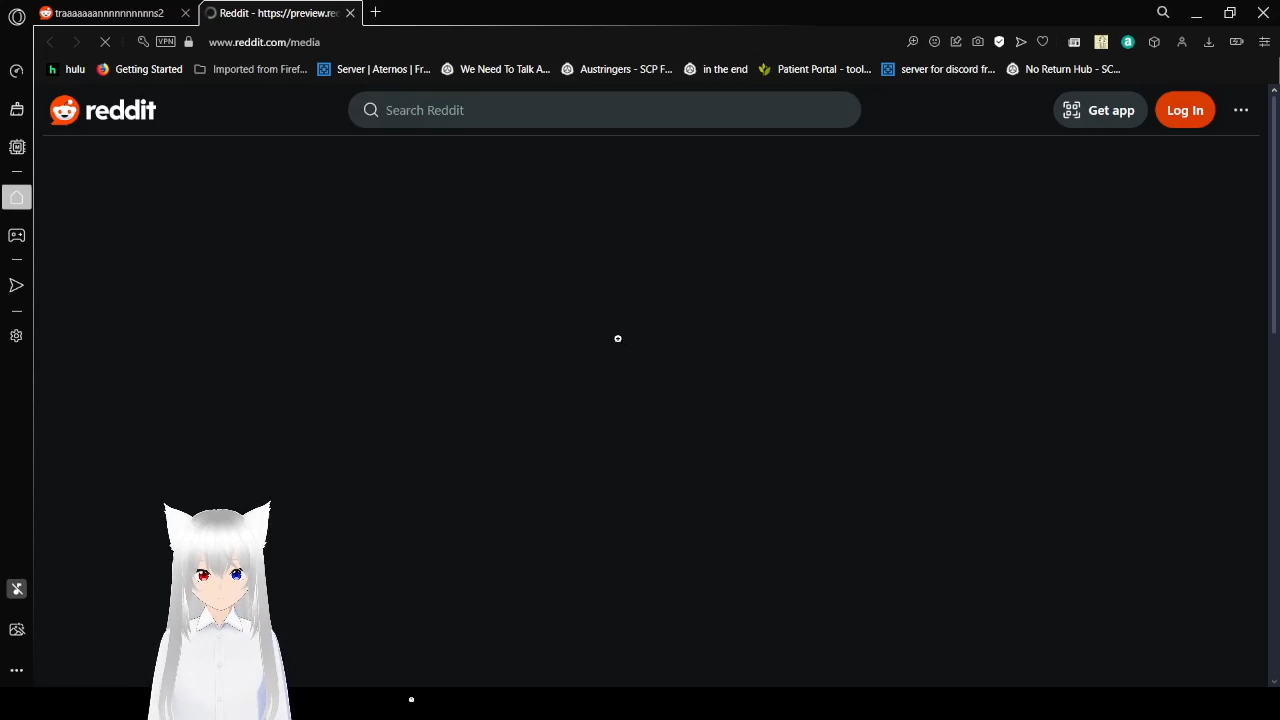 traaaaaaannnnnnnnnns2
Reddit - https://preview.rec
VPN
www.reddit.com/media
h hulu
Getting Started
Imported from Firef...
Server | Aternos | Fr...
We Need To Talk A...
Austringers - SCP F...
in the end
Patient Portal - tool...
server for discord fr...
No Return Hub - SC...
reddit
Search Reddit
Get app
Log In